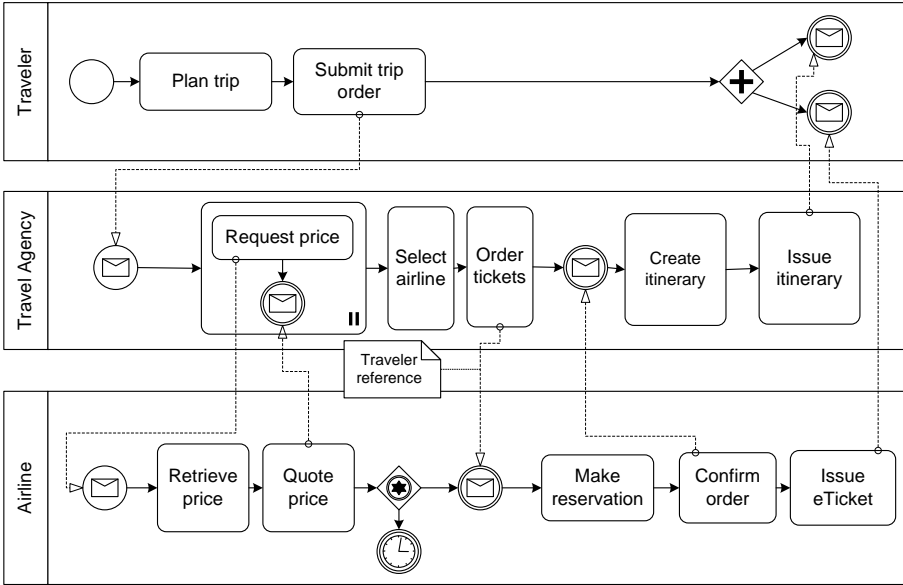 Traveler
Plan trip
Submit trip
order
Travel Agency
Request price
Select
airline
Order
tickets
Create
itinerary
Issue
itinerary
Traveler
reference
Airline
Retrieve
price
Quote
price
Make
reservation
Confirm
order
Issue
eTicket